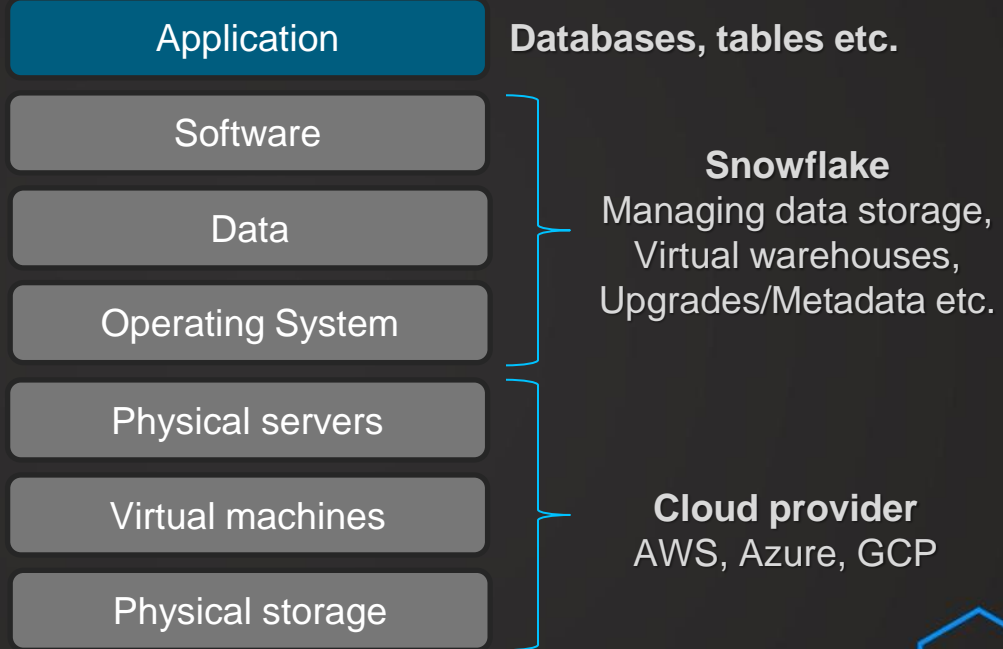 Application
Databases, tables etc.
Software
Data
Operating System
Snowflake
Managing data storage,
Virtual warehouses,
Upgrades/Metadata etc.
Physical servers
Virtual machines
Physical storage
Cloud provider
AWS, Azure, GCP